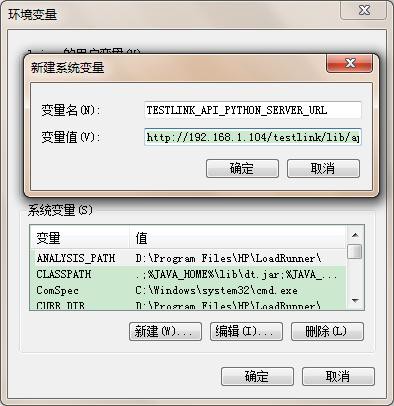 环境变量
新建系统变量
变量名(N):
TESTLINK_API_PYTHON_SERVER_URL
变量值(V):
http://192.168.1.104/testlink/lib/ap
确定
取消
系统变量(S)
变量
值
ANALYSIS_PATH
D:\Program Files\HP\LoadRunner\
CLASSPATH
.;%JAVA_HOME%\lib\dt.jar;%JAVA_...
ComSpec
C:\Windows\system32\cmd.exe
CURR_DIR
D:\Program Files\HP\LoadRunner\
新建(W)...
编辑(I)...
删除(L)
确定
取消